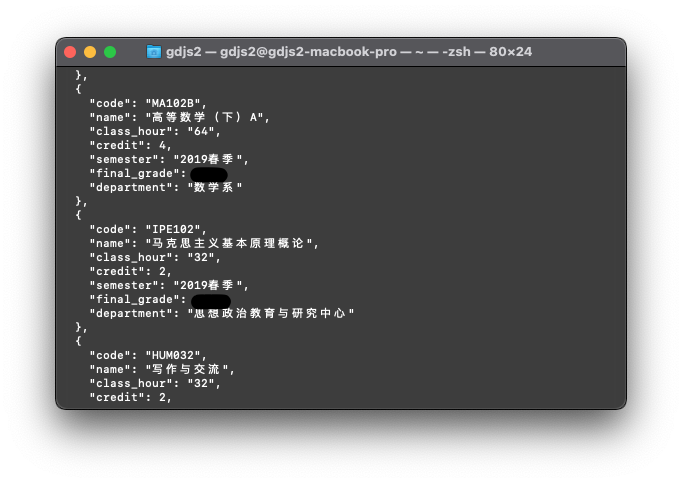 gdjs2 — gdjs2@gdjs2-macbook-pro — ~ — -zsh — 80×24
},
{
"code": "MA102B",
"name": "高等数学（下）A",
"class_hour": "64",
"credit": 4,
"semester": "2019春季",
"final_grade":
"department": "数学系"
},
{
"code": "IPE102",
"name": "马克思主义基本原理概论",
"class_hour": "32",
"credit": 2,
"semester": "2019春季",
"final_grade":
"department": "思想政治教育与研究中心"
},
{
"code": "HUM032",
"name": "写作与交流",
"class_hour": "32",
"credit": 2,